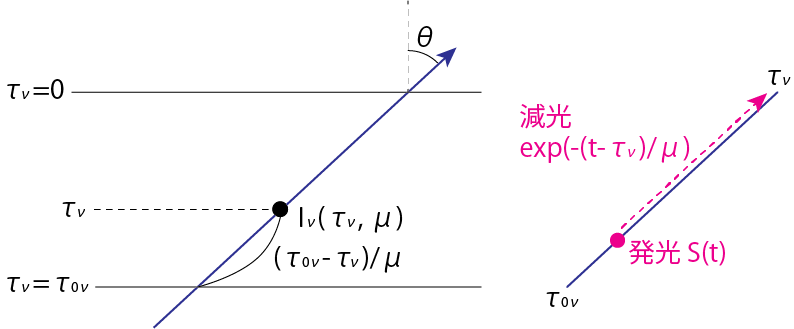 θ
τν=0
τν
減光
exp(-(t-τν)/μ)
τν
Iν(τν, μ)
(τ0ν-τν)/μ
発光 S(t)
τν=τ0ν
τ0ν